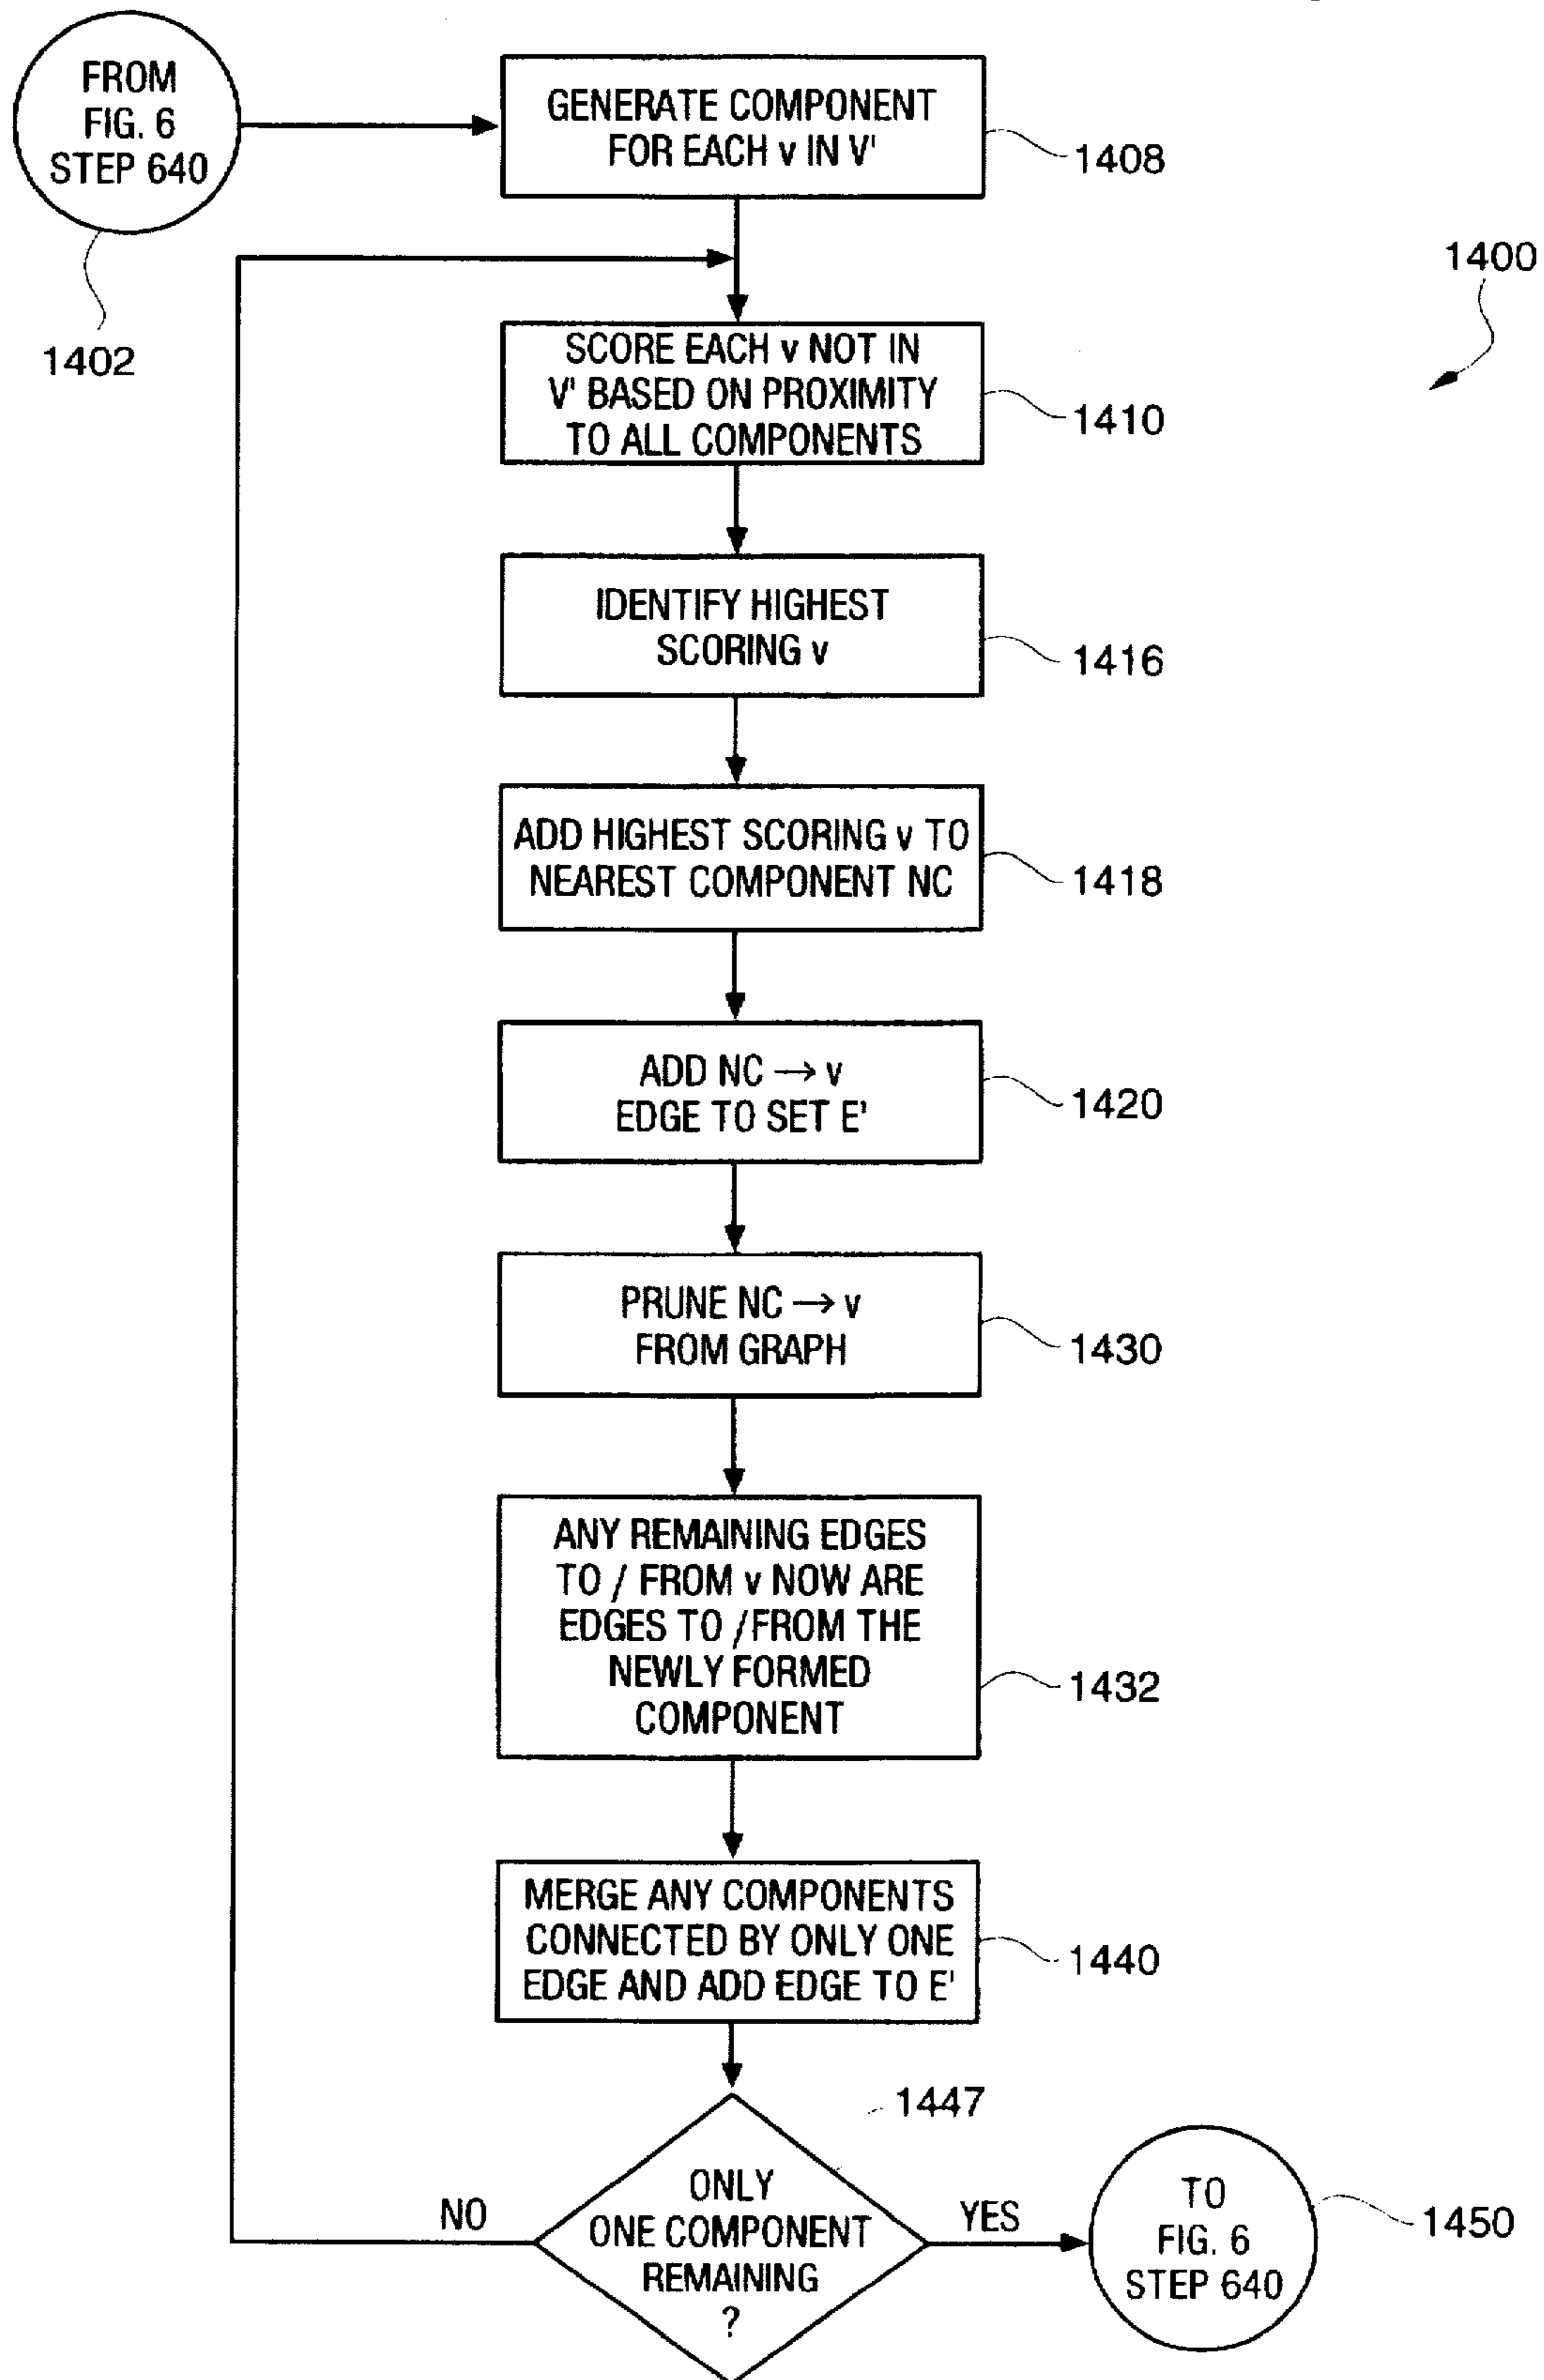 FROM
FIG. 6
STEP 640
1402
GENERATE COMPONENT
FOR EACH v IN V'
1408
1400
SCORE EACH v NOT IN
V' BASED ON PROXIMITY
TO ALL COMPONENTS
1410
IDENTIFY HIGHEST
SCORING v
1416
ADD HIGHEST SCORING v TO
NEAREST COMPONENT NC
1418
ADD NC → v
EDGE TO SET E'
1420
PRUNE NC → v
FROM GRAPH
1430
ANY REMAINING EDGES
TO / FROM v NOW ARE
EDGES TO /FROM THE
NEWLY FORMED
COMPONENT
1432
MERGE ANY COMPONENTS
CONNECTED BY ONLY ONE
EDGE AND ADD EDGE TO E'
1440
1447
ONLY
ONE COMPONENT
REMAINING
?
NO
YES
TO
FIG. 6
STEP 640
1450